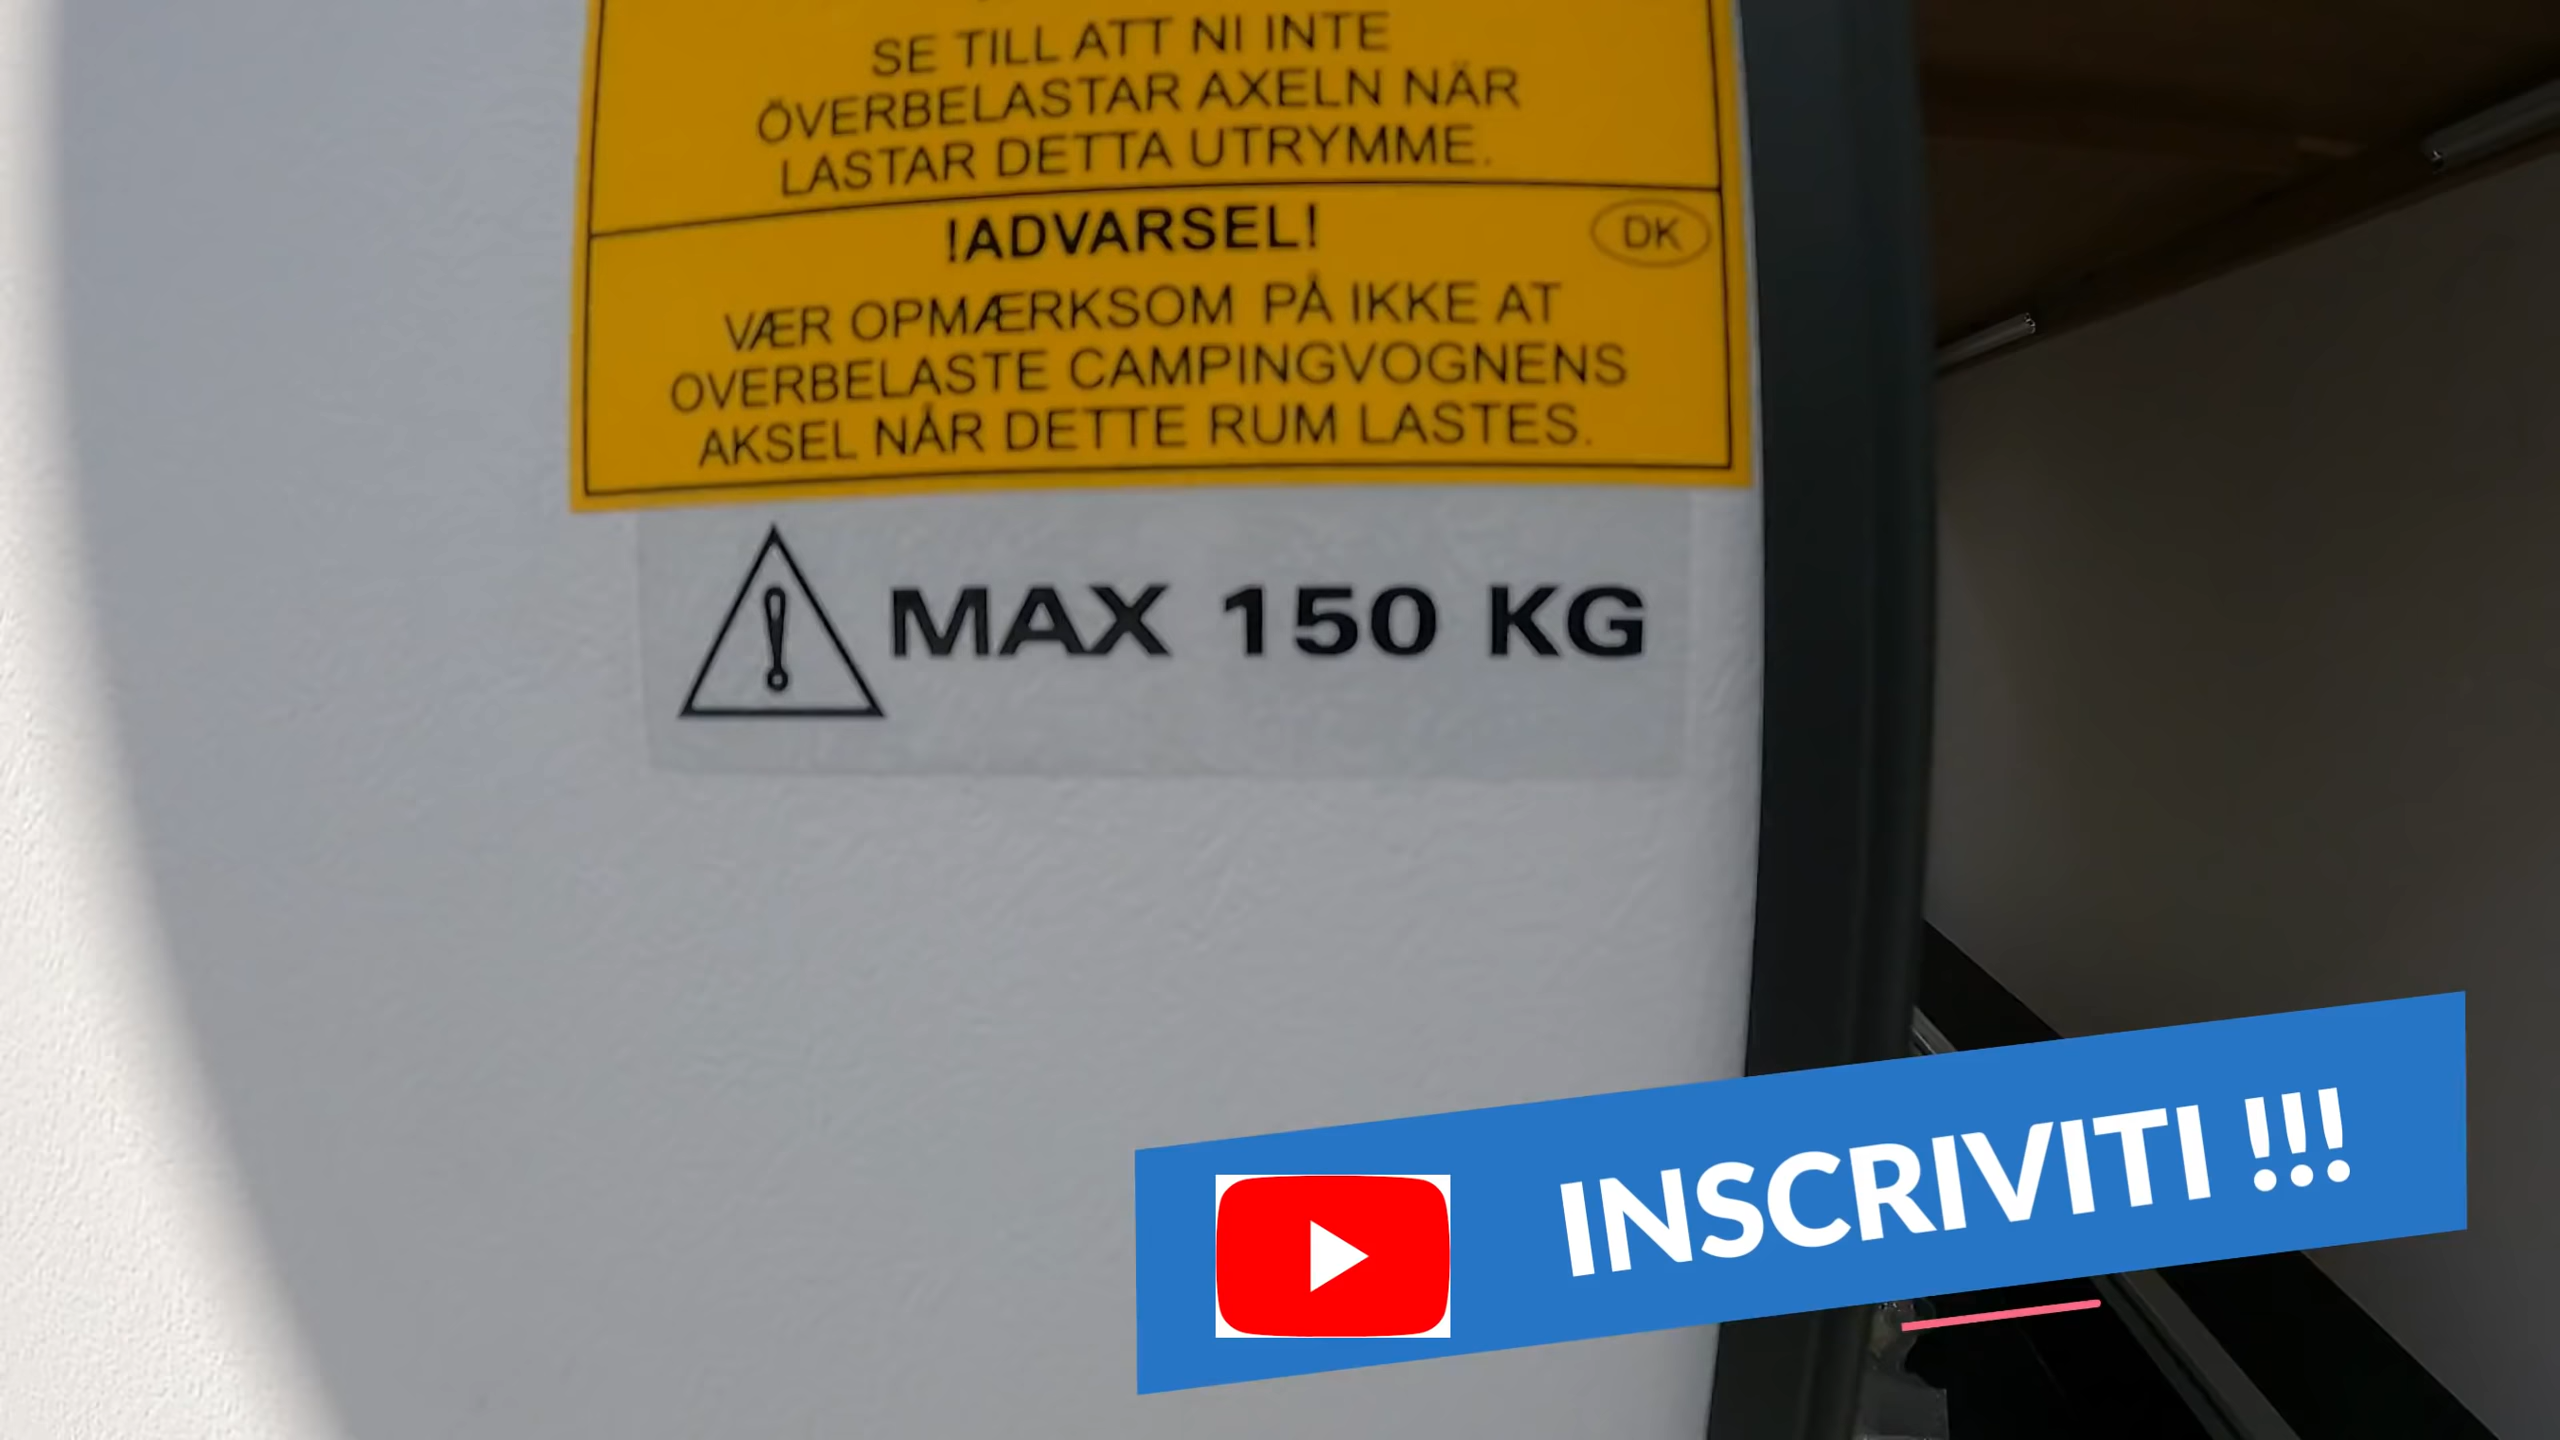 SE TILL ATT NI INTE
ÖVERBELASTAR AXELN NÄR
LASTAR DETTA UTRYMME.
!ADVARSEL!
DK
VÆR OPMÆRKSOM PÅ IKKE AT
OVERBELASTE CAMPINGVOGNENS
AKSEL NÅR DETTE RUM LASTES.
MAX 150 KG
INSCRIVITI !!!